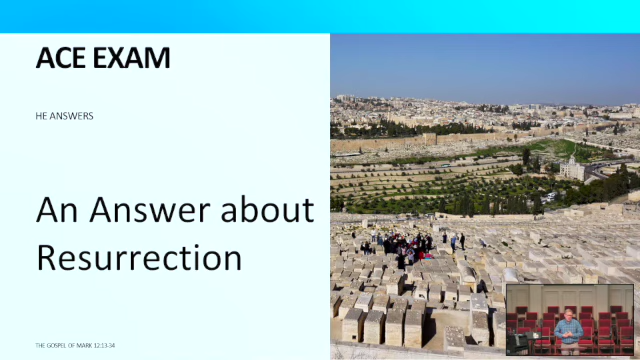 ACE EXAM
HE ANSWERS
An Answer about
Resurrection
THE GOSPEL OF MARK 12:13-34